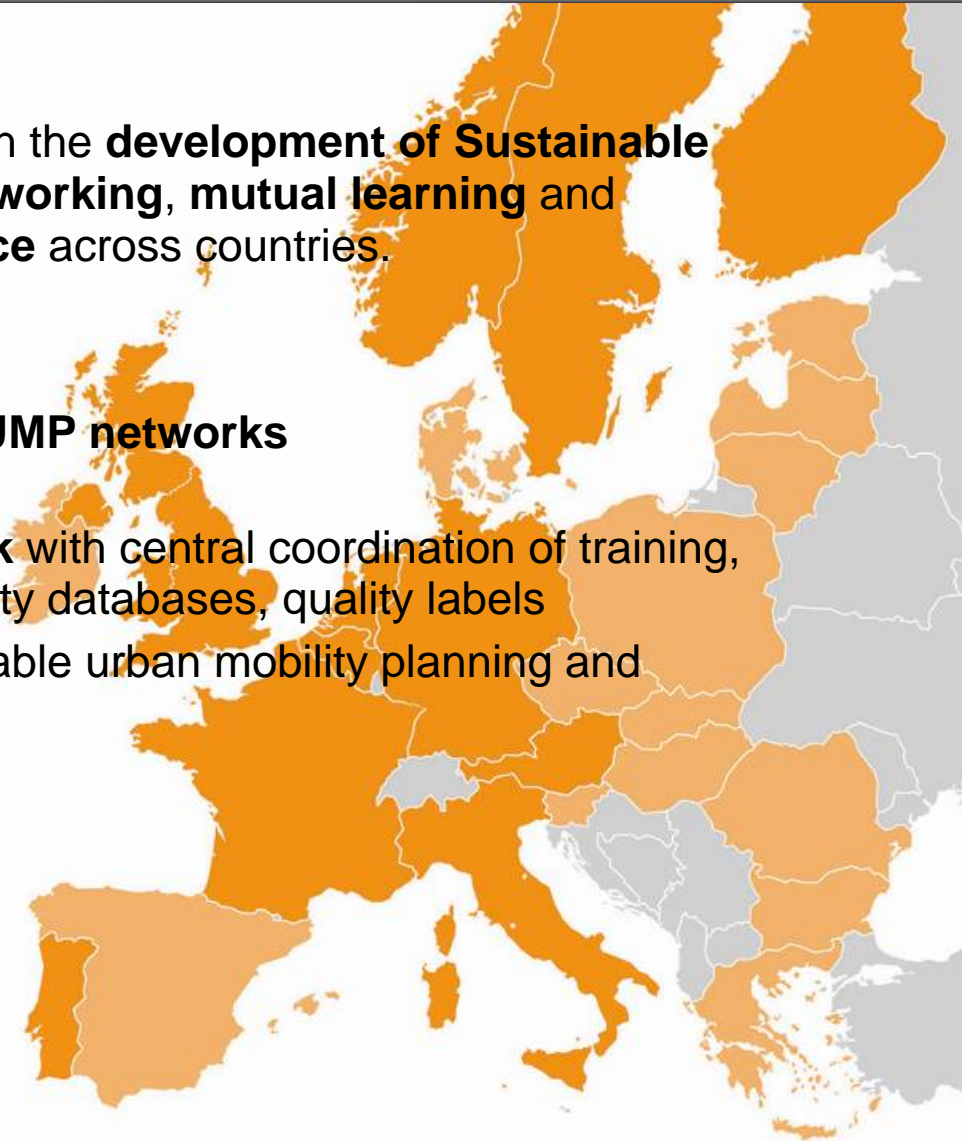 n the development of Sustainable
working, mutual learning and
ce across countries.
UMP networks
k with central coordination of training,
ty databases, quality labels
able urban mobility planning and